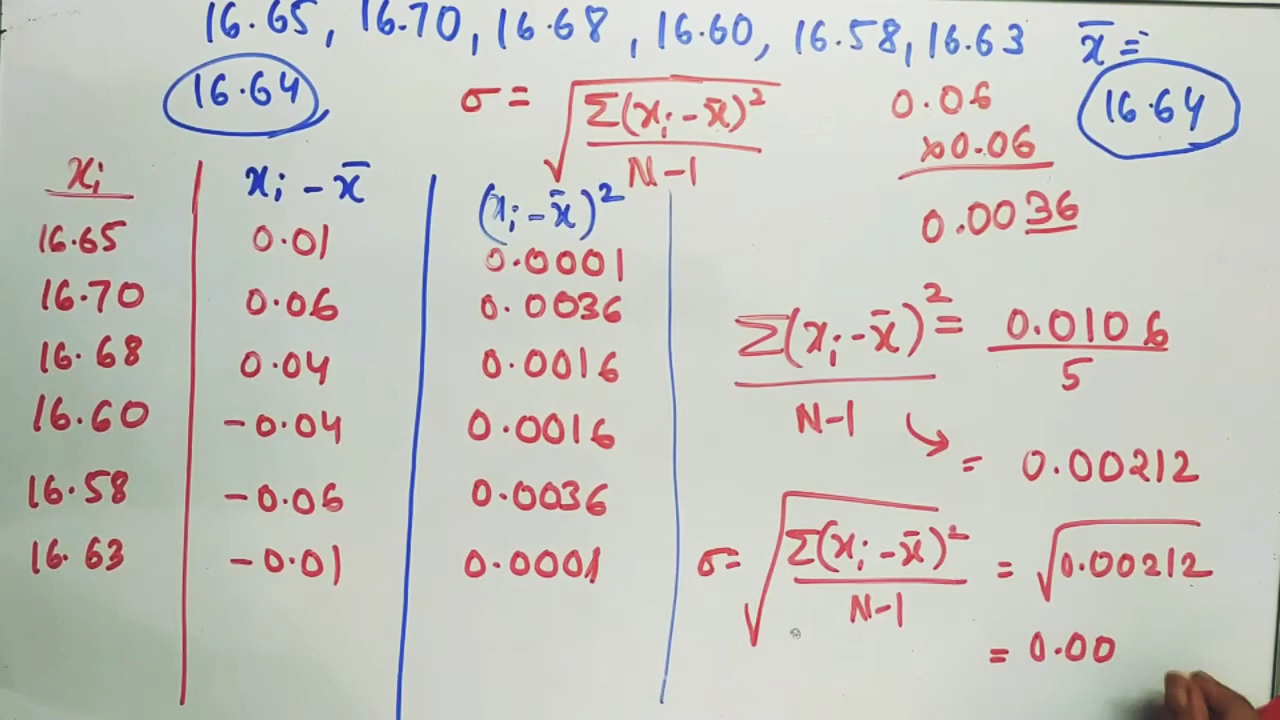 16.65, 16.70, 16.68, 16.60, 16.58, 16.63 x̄ =
16.64, σ = √(Σ(xᵢ - x̄)² / N-1) 0.06 16.64
x0.06
0.0036
xᵢ xᵢ - x̄ (xᵢ - x̄)²
16.65 0.01 0.0001
16.70 0.06 0.0036
16.68 0.04 0.0016
16.60 -0.04 0.0016
16.58 -0.06 0.0036
16.63 -0.01 0.0001
Σ(xᵢ - x̄)² / N-1 = 0.0106 / 5
= 0.00212
σ = √(Σ(xᵢ - x̄)² / N-1) = √0.00212
= 0.00